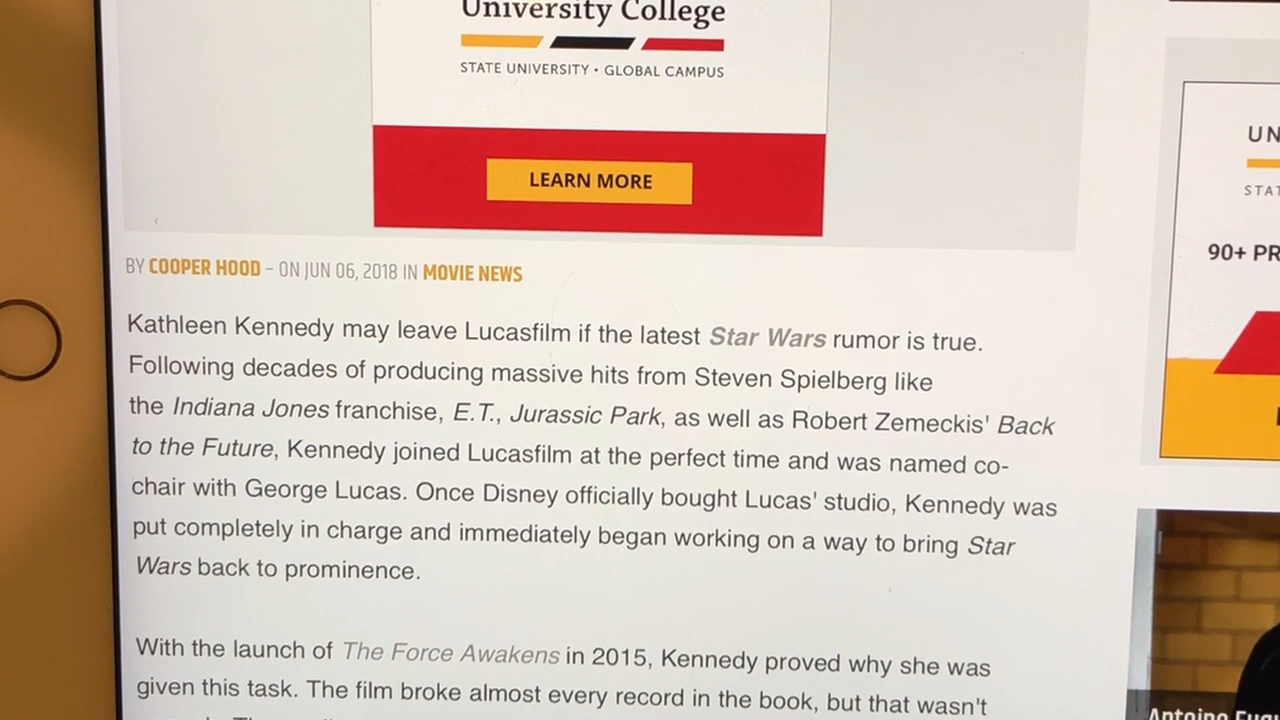 University College
STATE UNIVERSITY • GLOBAL CAMPUS
LEARN MORE
BY COOPER HOOD – ON JUN 06, 2018 IN MOVIE NEWS
Kathleen Kennedy may leave Lucasfilm if the latest Star Wars rumor is true.
Following decades of producing massive hits from Steven Spielberg like
the Indiana Jones franchise, E.T., Jurassic Park, as well as Robert Zemeckis' Back
to the Future, Kennedy joined Lucasfilm at the perfect time and was named co-
chair with George Lucas. Once Disney officially bought Lucas' studio, Kennedy was
put completely in charge and immediately began working on a way to bring Star
Wars back to prominence.
With the launch of The Force Awakens in 2015, Kennedy proved why she was
given this task. The film broke almost every record in the book, but that wasn't
UN
STAT
90+ PR
Antoine